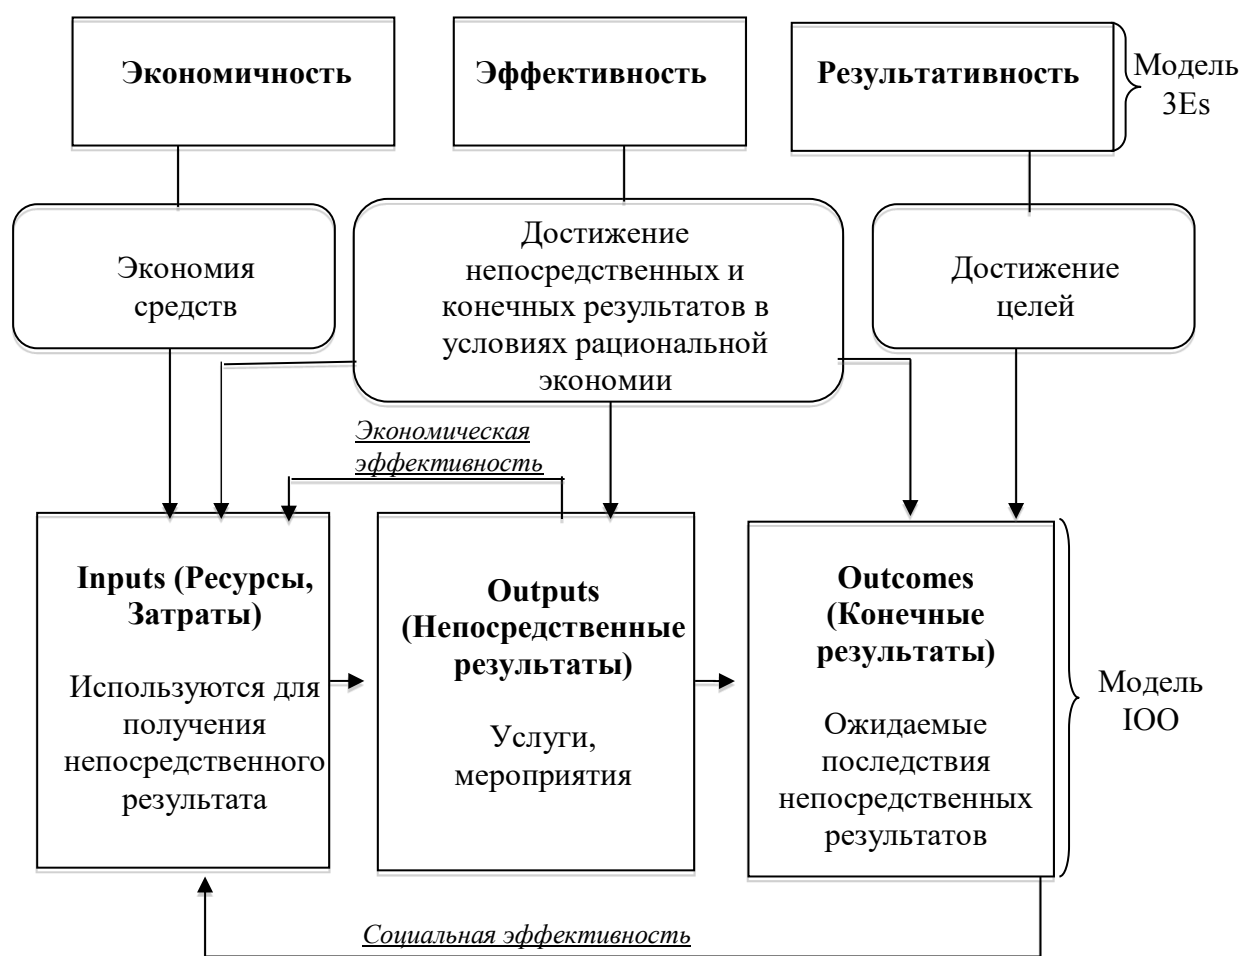 Экономичность
Эффективность
Результативность
Модель
3Es
Экономия
средств
Достижение
непосредственных и
конечных результатов в
условиях рациональной
экономии
Достижение
целей
Экономическая
эффективность
Inputs (Ресурсы,
Затраты)
Используются для
получения
непосредственного
результата
Outputs
(Непосредственные
результаты)
Услуги,
мероприятия
Outcomes
(Конечные
результаты)
Ожидаемые
последствия
непосредственных
результатов
Модель
IOO
Социальная эффективность